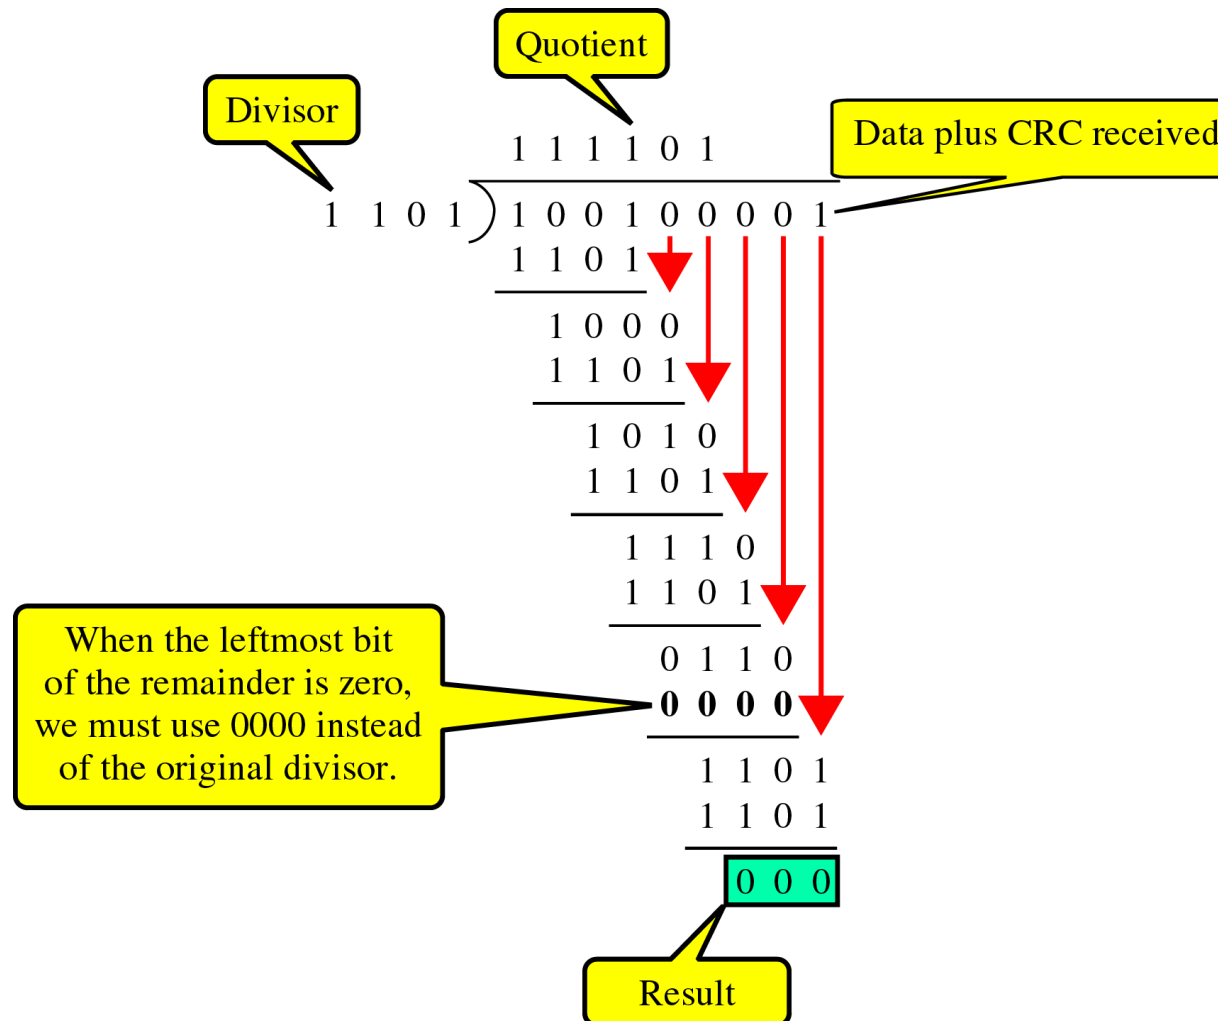 Quotient
Divisor
Data plus CRC received
1 1 1 1 0 1
1 1 0 1 1 0 0 1 0 0 0 0 1
1 1 0 1
1 0 0 0
1 1 0 1
1 0 1 0
1 1 0 1
1 1 1 0
1 1 0 1
When the leftmost bit
of the remainder is zero,
we must use 0000 instead
of the original divisor.
0 1 1 0
0 0 0 0
1 1 0 1
1 1 0 1
0 0 0
Result